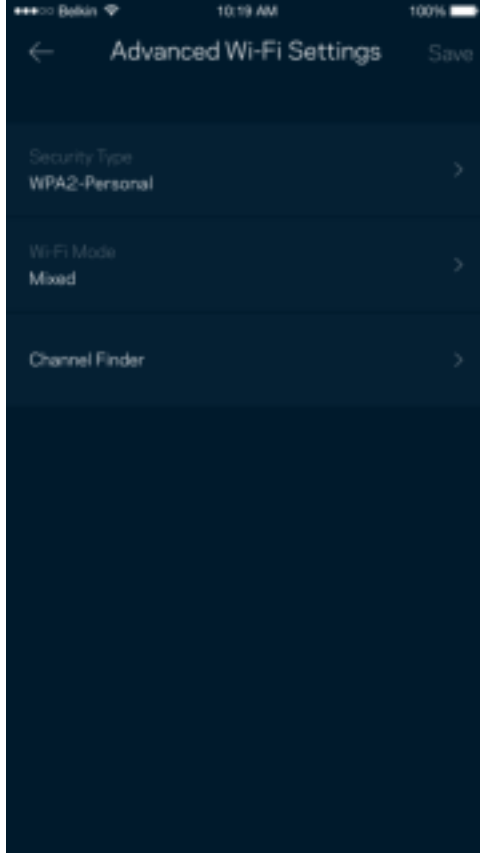 Belkin 10:19 AM 100%
Advanced Wi-Fi Settings Save
Security Type
WPA2-Personal
Wi-Fi Mode
Mixed
Channel Finder